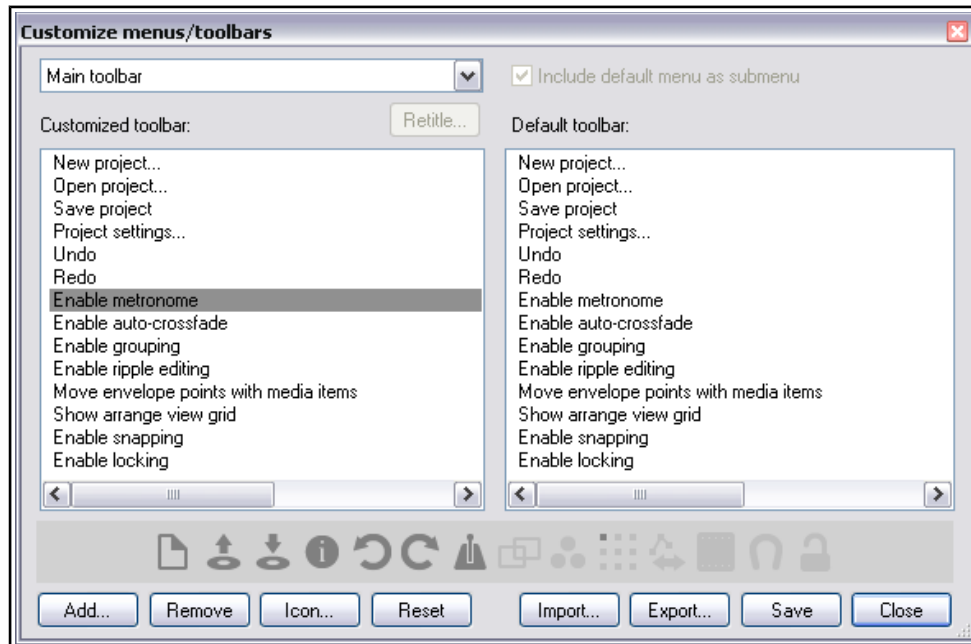 Customize menus/toolbars
Main toolbar
Include default menu as submenu
Customized toolbar:
Retitle...
Default toolbar:
New project...
Open project...
Save project
Project settings...
Undo
Redo
Enable metronome
Enable auto-crossfade
Enable grouping
Enable ripple editing
Move envelope points with media items
Show arrange view grid
Enable snapping
Enable locking
New project...
Open project...
Save project
Project settings...
Undo
Redo
Enable metronome
Enable auto-crossfade
Enable grouping
Enable ripple editing
Move envelope points with media items
Show arrange view grid
Enable snapping
Enable locking
Add...
Remove
Icon...
Reset
Import...
Export...
Save
Close